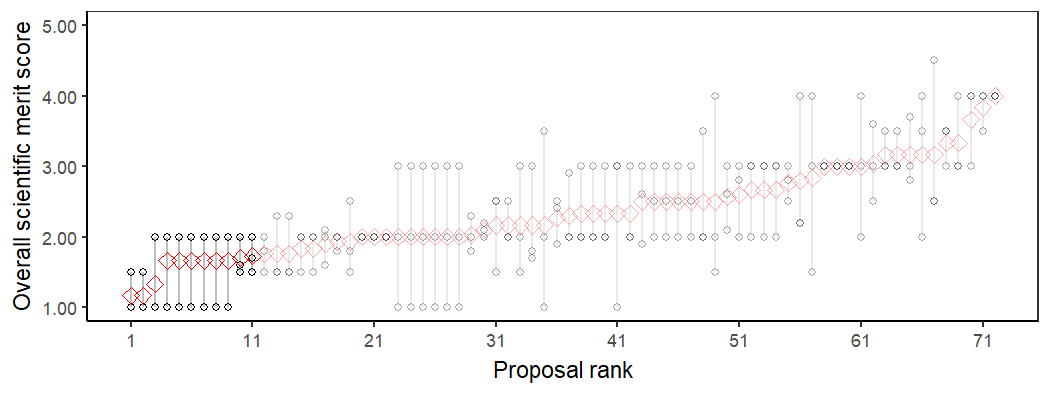 Overall scientific merit score
5.00
4.00
3.00
2.00
1.00
1 11 21 31 41 51 61 71
Proposal rank